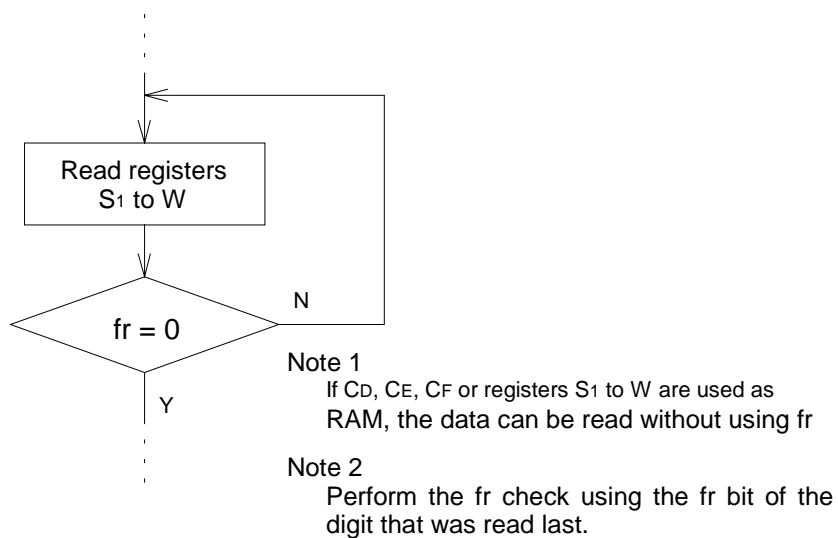 Read registers
S1 to W
N
fr = 0
Y
Note 1
If CD, CE, CF or registers S1 to W are used as
RAM, the data can be read without using fr
Note 2
Perform the fr check using the fr bit of the
digit that was read last.